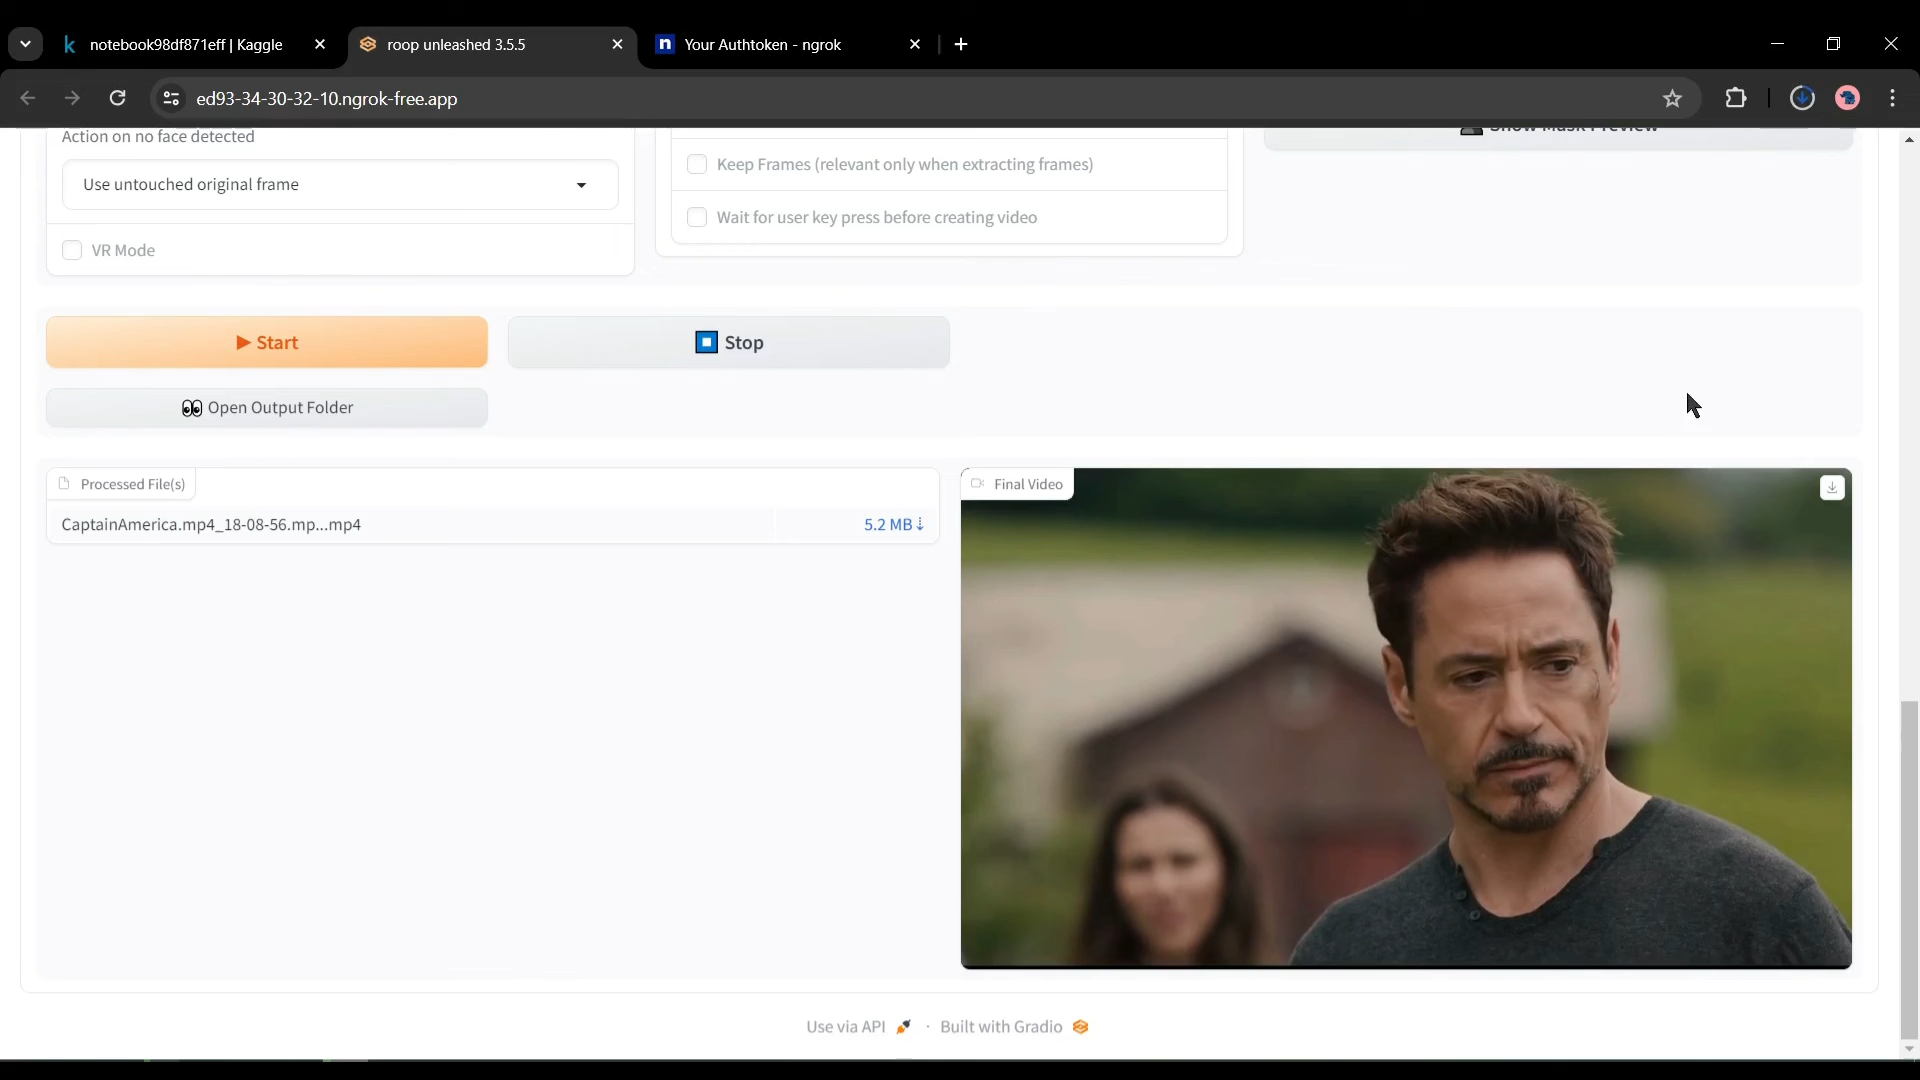 notebook98df871eff | Kaggle
roop unleashed 3.5.5
Your Authtoken - ngrok
ed93-34-30-32-10.ngrok-free.app
Action on no face detected
Use untouched original frame
VR Mode
Keep Frames (relevant only when extracting frames)
Wait for user key press before creating video
Show Mask Preview
Start
Stop
Open Output Folder
Processed File(s)
CaptainAmerica.mp4_18-08-56.mp...mp4
5.2 MB⇣
Final Video
Use via API
·
Built with Gradio